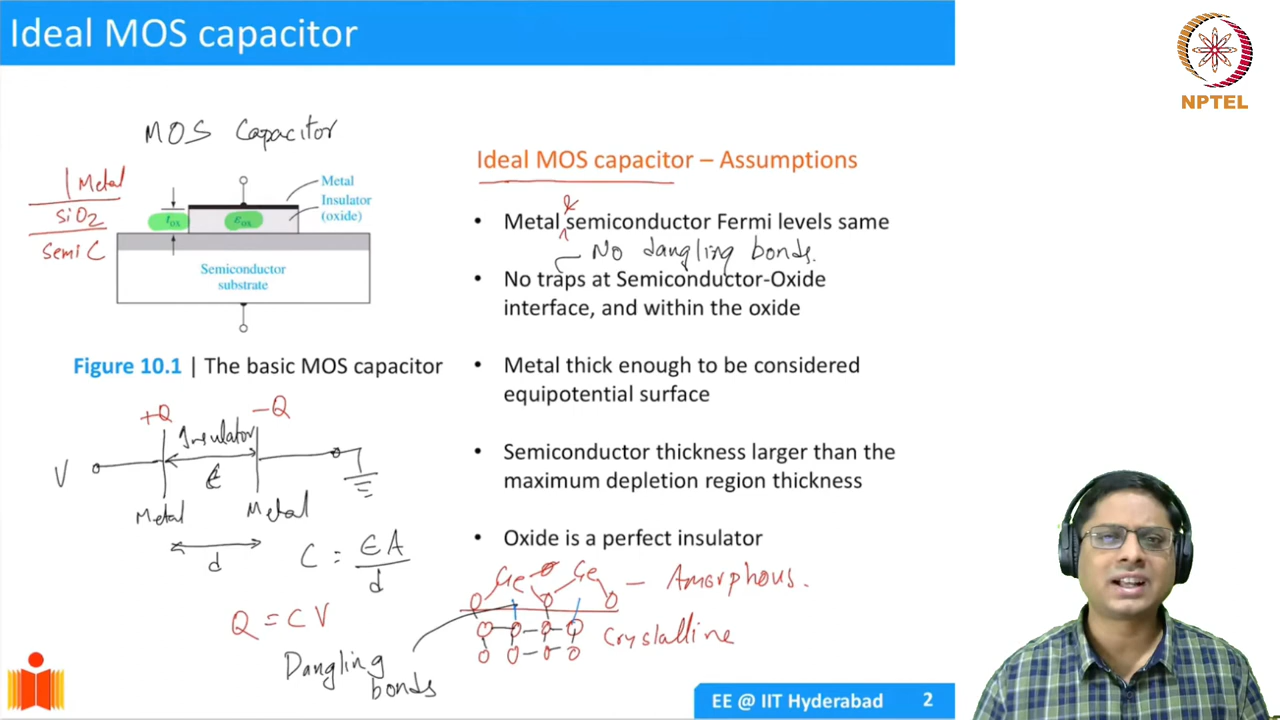 Ideal MOS capacitor
NPTEL
MOS Capacitor
Metal
SiO2
Semi C
tox
Єox
Metal
Insulator
(oxide)
Semiconductor
substrate
Figure 10.1 | The basic MOS capacitor
+Q
-Q
Insulator
V
Є
Metal
Metal
d
C = ЄA/d
Q = CV
Dangling
bonds
Ideal MOS capacitor – Assumptions
• Metal & semiconductor Fermi levels same
No dangling bonds.
• No traps at Semiconductor-Oxide
interface, and within the oxide
• Metal thick enough to be considered
equipotential surface
• Semiconductor thickness larger than the
maximum depletion region thickness
• Oxide is a perfect insulator
Ge Ge
O O O
— Amorphous.
O O O O
Crystalline
O O O O
EE @ IIT Hyderabad 2